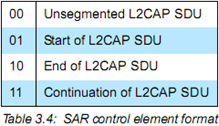 00 Unsegmented L2CAP SDU
01 Start of L2CAP SDU
10 End of L2CAP SDU
11 Continuation of L2CAP SDU
Table 3.4: SAR control element format